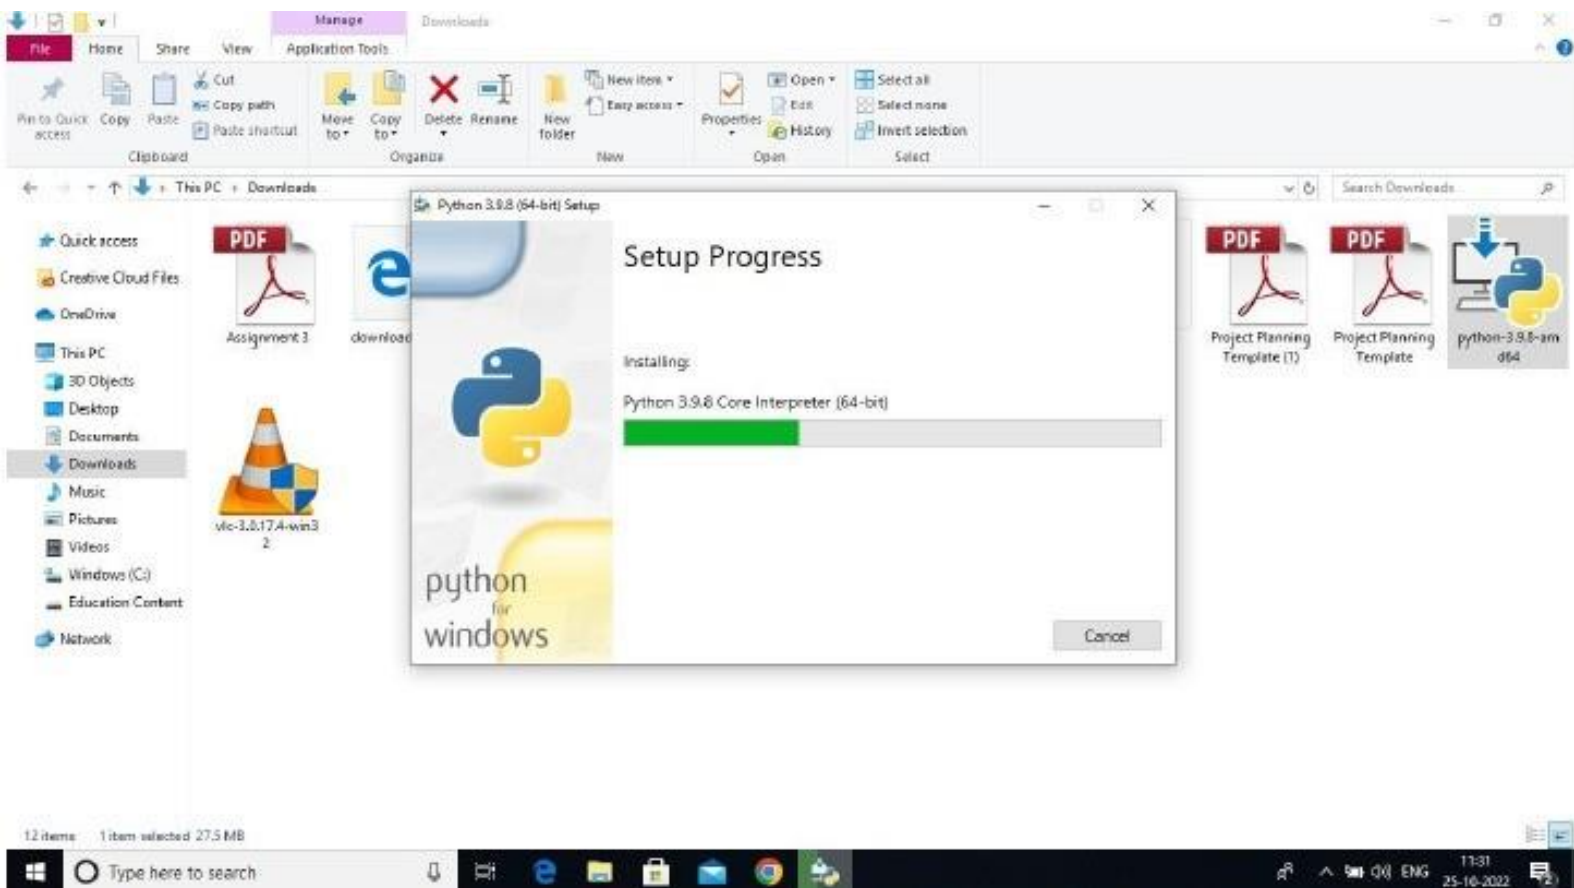 Manage Downloads
File Home Share View Application Tools
Pin to Quick access
Copy
Paste
Cut
Copy path
Paste shortcut
Clipboard
Move to
Copy to
Delete
Rename
Organize
New folder
New item
Easy access
New
Properties
Open
Edit
History
Open
Select all
Select none
Invert selection
Select
This PC Downloads
Search Downloads
Quick access
Creative Cloud Files
OneDrive
This PC
3D Objects
Desktop
Documents
Downloads
Music
Pictures
Videos
Windows (C:)
Education Content
Network
PDF
Assignment 3
download
vlc-3.0.17.4-win3
2
Python 3.9.8 (64-bit) Setup
Setup Progress
Installing:
Python 3.9.8 Core Interpreter (64-bit)
python
for
windows
Cancel
PDF
Project Planning
Template (1)
PDF
Project Planning
Template
python-3.9.8-am
d64
12 items 1 item selected 27.5 MB
Type here to search
ENG
11:31
25-10-2022
2